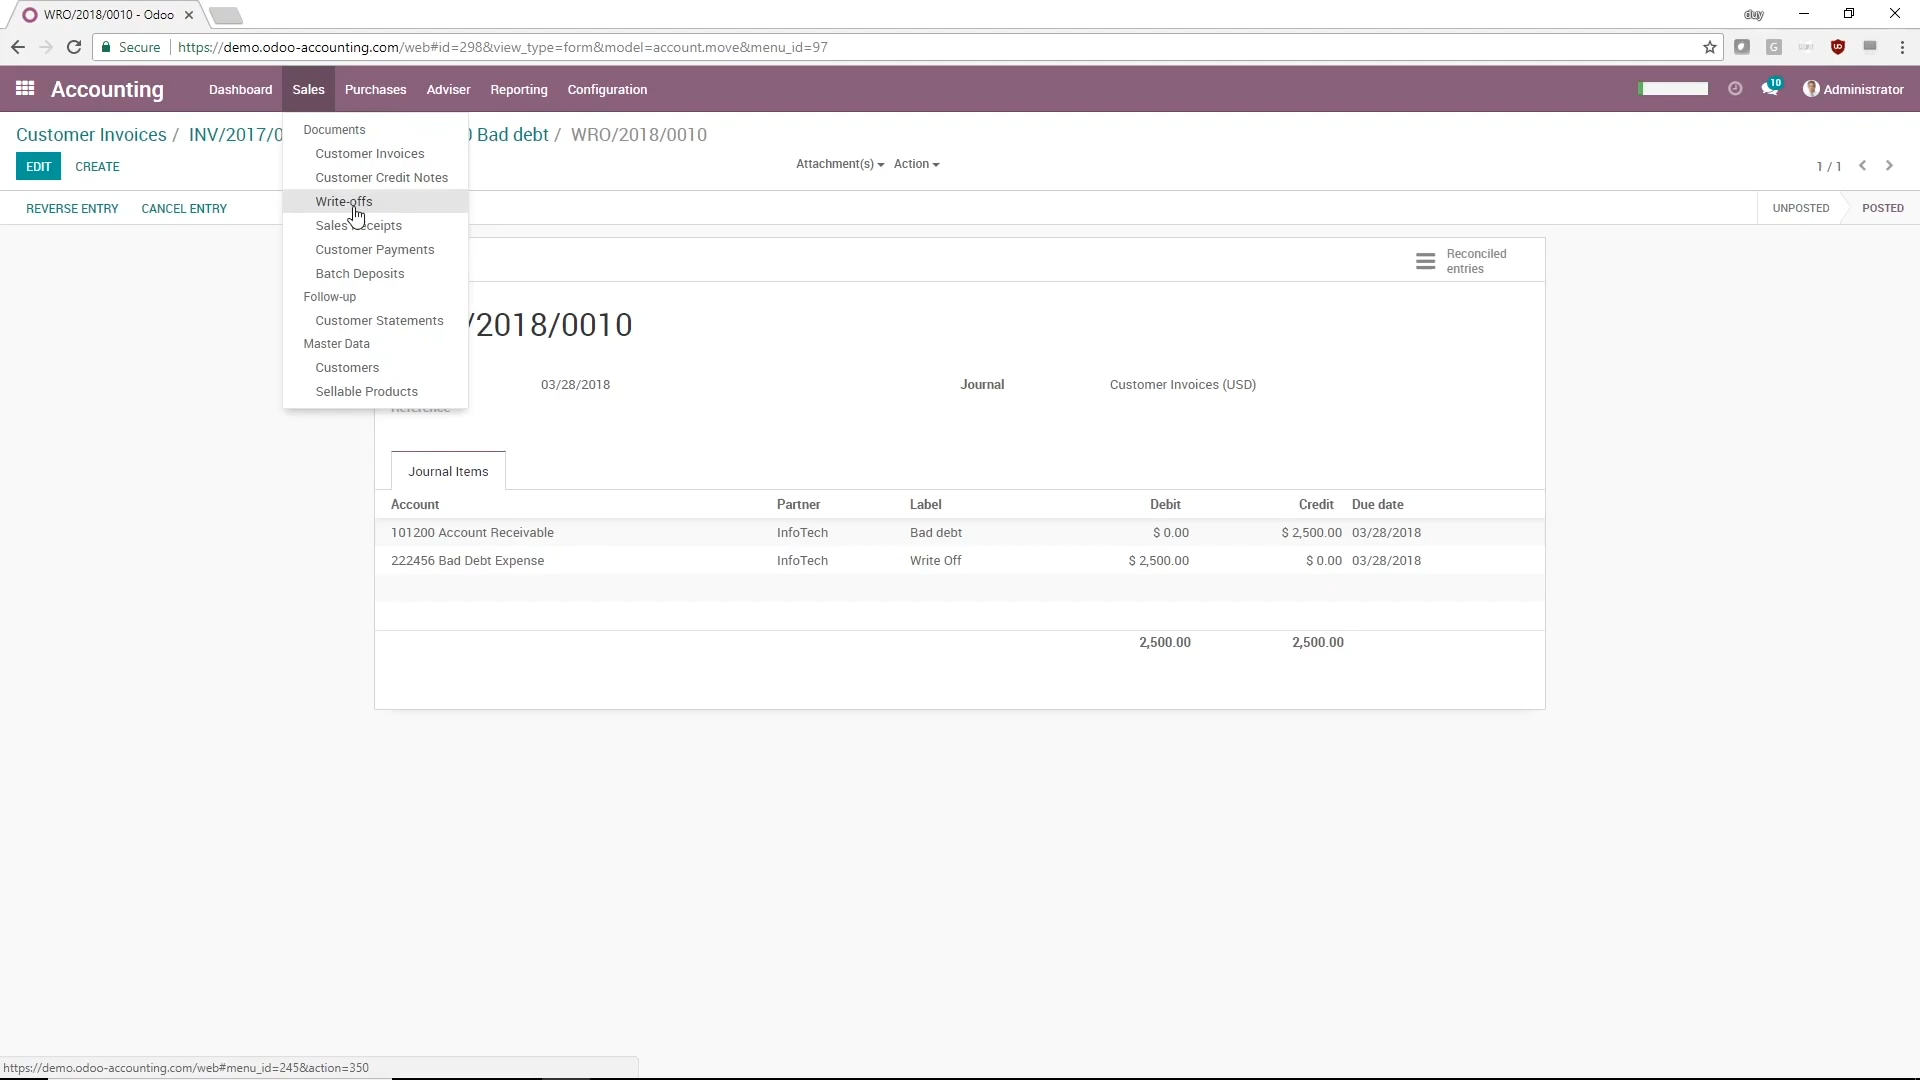 WRO/2018/0010 - Odoo
duy
Secure https://demo.odoo-accounting.com/web#id=298&view_type=form&model=account.move&menu_id=97
Accounting Dashboard Sales Purchases Adviser Reporting Configuration 10 Administrator
Customer Invoices / INV/2017/0 Bad debt / WRO/2018/0010
EDIT CREATE Attachment(s) Action 1 / 1
REVERSE ENTRY CANCEL ENTRY UNPOSTED POSTED
Documents
Customer Invoices
Customer Credit Notes
Write-offs
Sales Receipts
Customer Payments
Batch Deposits
Follow-up
Customer Statements
Master Data
Customers
Sellable Products
Reconciled
entries
/2018/0010
03/28/2018 Journal Customer Invoices (USD)
Reference
Journal Items
Account Partner Label Debit Credit Due date
101200 Account Receivable InfoTech Bad debt $ 0.00 $ 2,500.00 03/28/2018
222456 Bad Debt Expense InfoTech Write Off $ 2,500.00 $ 0.00 03/28/2018
2,500.00 2,500.00
https://demo.odoo-accounting.com/web#menu_id=245&action=350